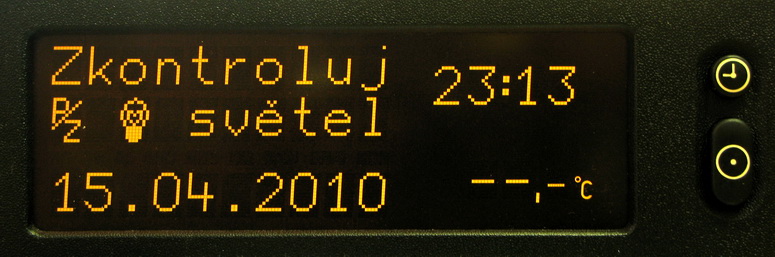 Zkontroluj
23:13
P/Z světel
15.04.2010
--,-°C